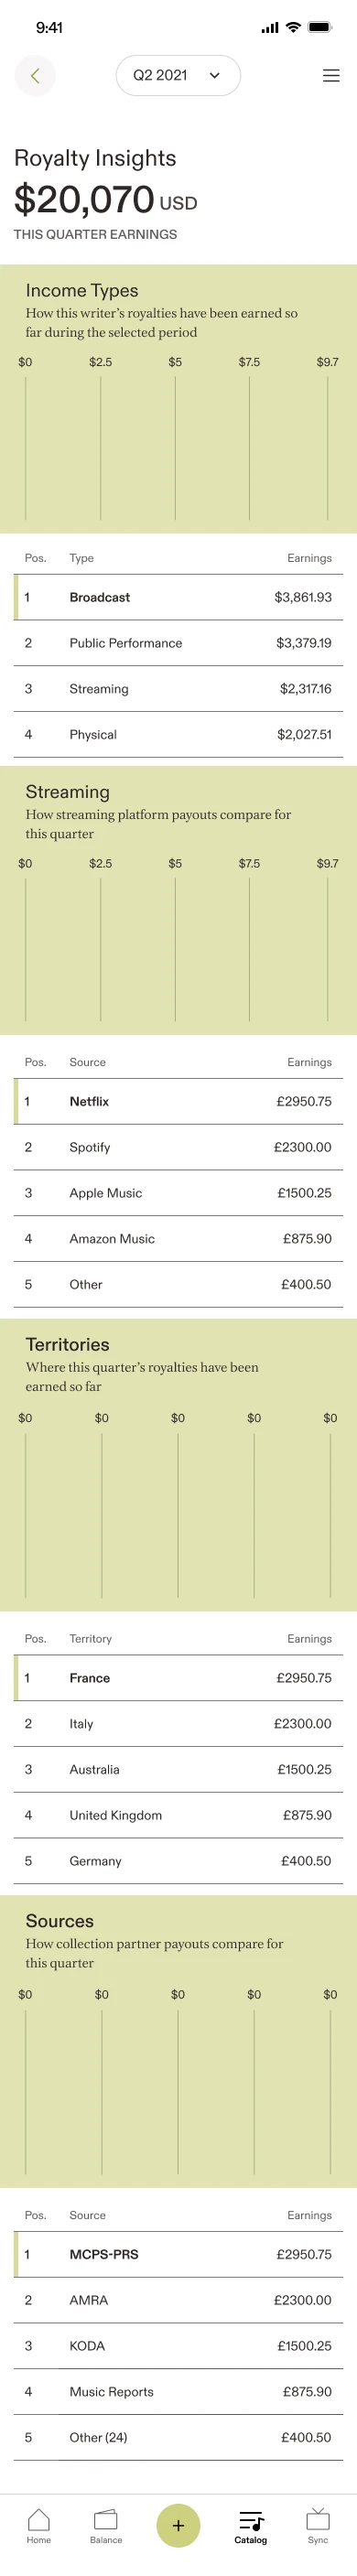 9:41
Q2 2021
Royalty Insights
$20,070 USD
THIS QUARTER EARNINGS
Income Types
How this writer's royalties have been earned so
far during the selected period
$0 $2.5 $5 $7.5 $9.7
Pos. Type Earnings
1 Broadcast $3,861.93
2 Public Performance $3,379.19
3 Streaming $2,317.16
4 Physical $2,027.51
Streaming
How streaming platform payouts compare for
this quarter
$0 $2.5 $5 $7.5 $9.7
Pos. Source Earnings
1 Netflix £2950.75
2 Spotify £2300.00
3 Apple Music £1500.25
4 Amazon Music £875.90
5 Other £400.50
Territories
Where this quarter's royalties have been
earned so far
$0 $0 $0 $0 $0
Pos. Territory Earnings
1 France £2950.75
2 Italy £2300.00
3 Australia £1500.25
4 United Kingdom £875.90
5 Germany £400.50
Sources
How collection partner payouts compare for
this quarter
$0 $0 $0 $0 $0
Pos. Source Earnings
1 MCPS-PRS £2950.75
2 AMRA £2300.00
3 KODA £1500.25
4 Music Reports £875.90
5 Other (24) £400.50
Home Balance + Catalog Sync